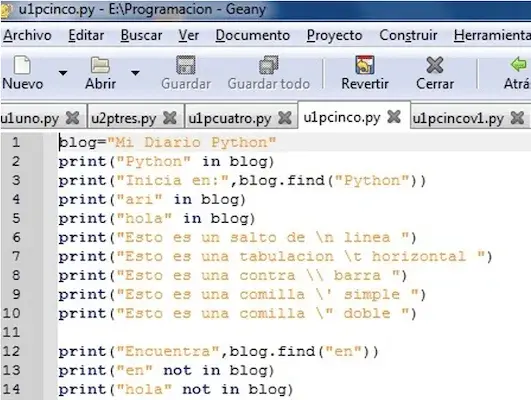 u1pcinco.py - E:\Programacion - Geany
Archivo Editar Buscar Ver Documento Proyecto Construir Herramienta
Nuevo Abrir Guardar Guardar todo Revertir Cerrar Atrá
u1uno.py u2ptres.py u1pcuatro.py u1pcinco.py u1pcincov1.py
1 blog="Mi Diario Python"
2 print("Python" in blog)
3 print("Inicia en:",blog.find("Python"))
4 print("ari" in blog)
5 print("hola" in blog)
6 print("Esto es un salto de \n linea ")
7 print("Esto es una tabulacion \t horizontal ")
8 print("Esto es una contra \\ barra ")
9 print("Esto es una comilla \' simple ")
10 print("Esto es una comilla \" doble ")
11
12 print("Encuentra",blog.find("en"))
13 print("en" not in blog)
14 print("hola" not in blog)